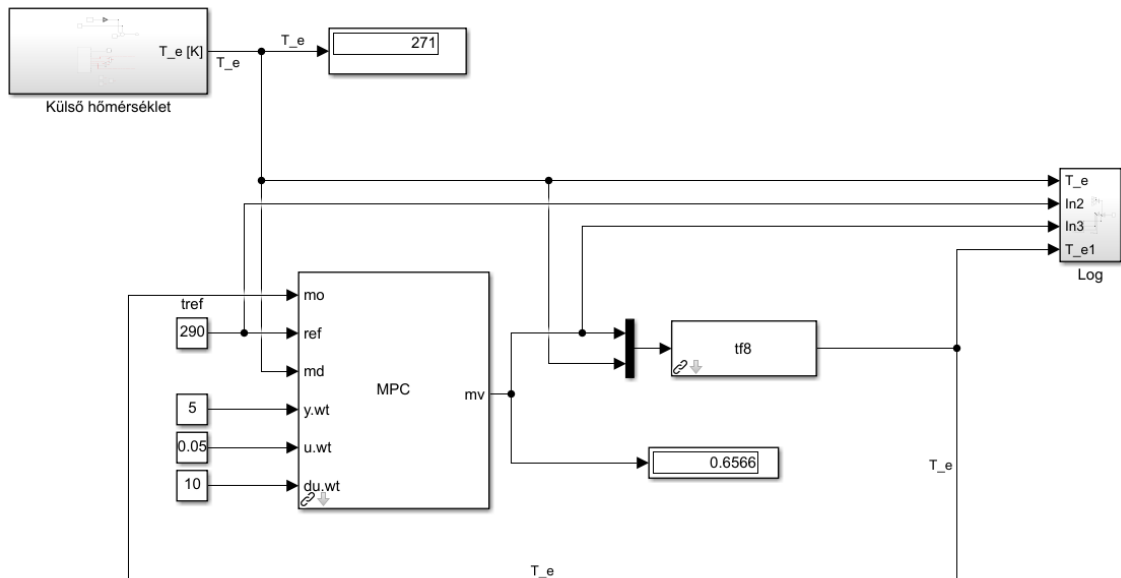 T_e [K]
T_e
T_e
271
Külső hőmérséklet
T_e
In2
In3
T_e1
Log
tref
290
5
0.05
10
mo
ref
md
y.wt
u.wt
du.wt
MPC
mv
tf8
0.6566
T_e
T_e